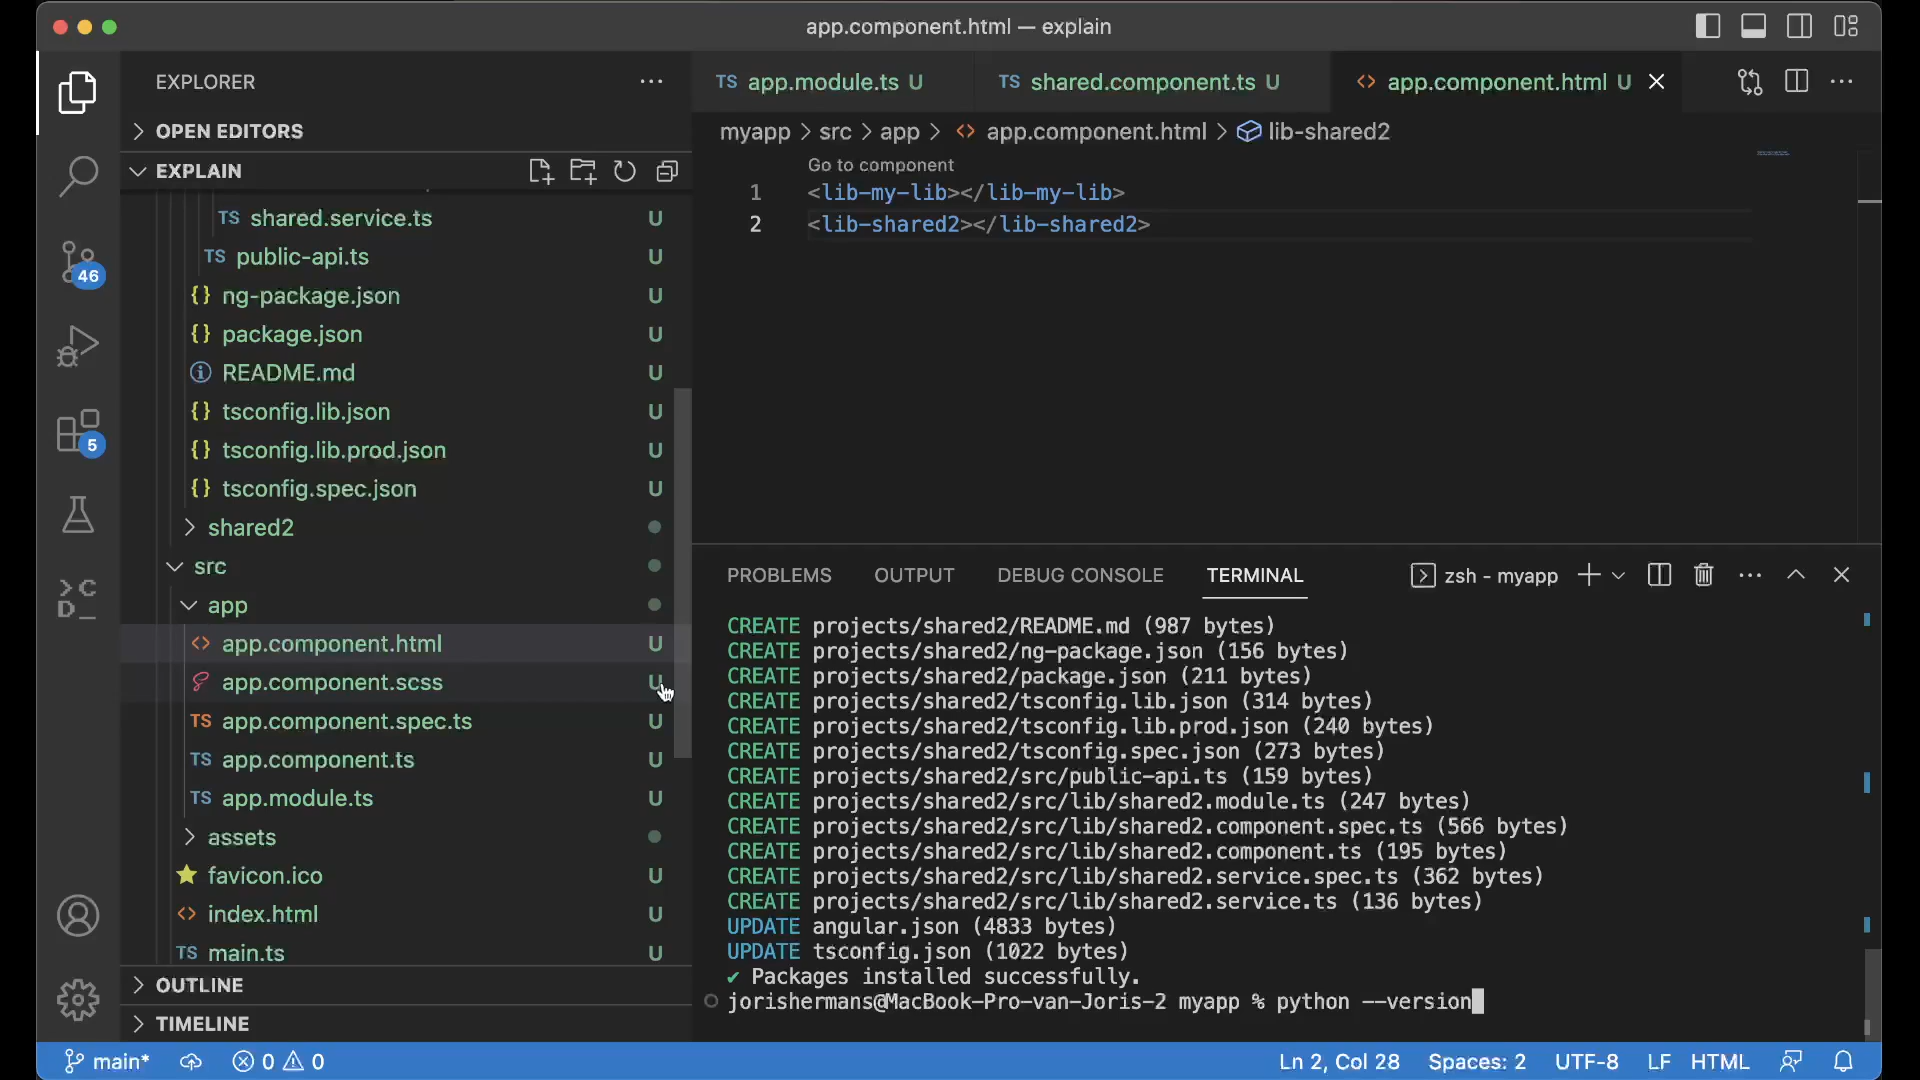 app.component.html — explain
EXPLORER
OPEN EDITORS
EXPLAIN
TS shared.service.ts U
TS public-api.ts U
{} ng-package.json U
{} package.json U
README.md U
{} tsconfig.lib.json U
{} tsconfig.lib.prod.json U
{} tsconfig.spec.json U
shared2
src
app
<> app.component.html U
app.component.scss U
TS app.component.spec.ts U
TS app.component.ts U
TS app.module.ts U
assets
favicon.ico U
<> index.html U
TS main.ts U
OUTLINE
TIMELINE
46
5
>C
D_
TS app.module.ts U
TS shared.component.ts U
<> app.component.html U
myapp > src > app > <> app.component.html > lib-shared2
Go to component
1 <lib-my-lib></lib-my-lib>
2 <lib-shared2></lib-shared2>
PROBLEMS OUTPUT DEBUG CONSOLE TERMINAL
zsh - myapp
CREATE projects/shared2/README.md (987 bytes)
CREATE projects/shared2/ng-package.json (156 bytes)
CREATE projects/shared2/package.json (211 bytes)
CREATE projects/shared2/tsconfig.lib.json (314 bytes)
CREATE projects/shared2/tsconfig.lib.prod.json (240 bytes)
CREATE projects/shared2/tsconfig.spec.json (273 bytes)
CREATE projects/shared2/src/public-api.ts (159 bytes)
CREATE projects/shared2/src/lib/shared2.module.ts (247 bytes)
CREATE projects/shared2/src/lib/shared2.component.spec.ts (566 bytes)
CREATE projects/shared2/src/lib/shared2.component.ts (195 bytes)
CREATE projects/shared2/src/lib/shared2.service.spec.ts (362 bytes)
CREATE projects/shared2/src/lib/shared2.service.ts (136 bytes)
UPDATE angular.json (4833 bytes)
UPDATE tsconfig.json (1022 bytes)
✔ Packages installed successfully.
jorishermans@MacBook-Pro-van-Joris-2 myapp % python --version
main* 0 0
Ln 2, Col 28 Spaces: 2 UTF-8 LF HTML